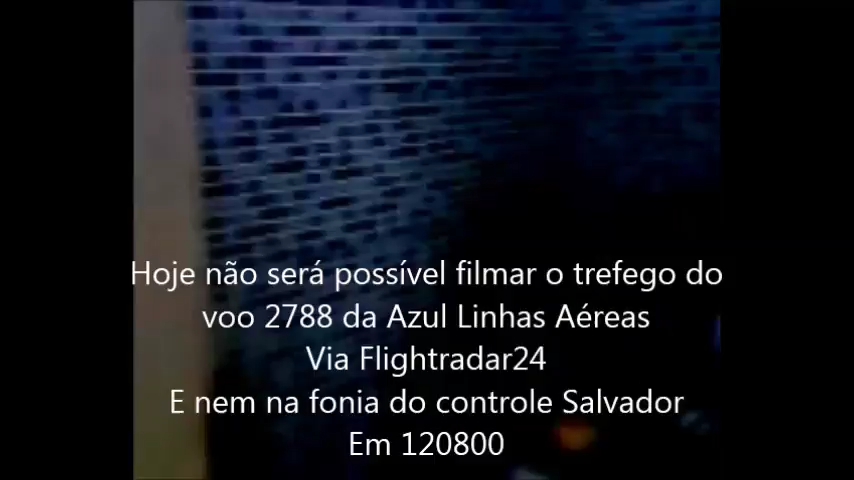 Hoje não será possível filmar o trefego do
voo 2788 da Azul Linhas Aéreas
Via Flightradar24
E nem na fonia do controle Salvador
Em 120800